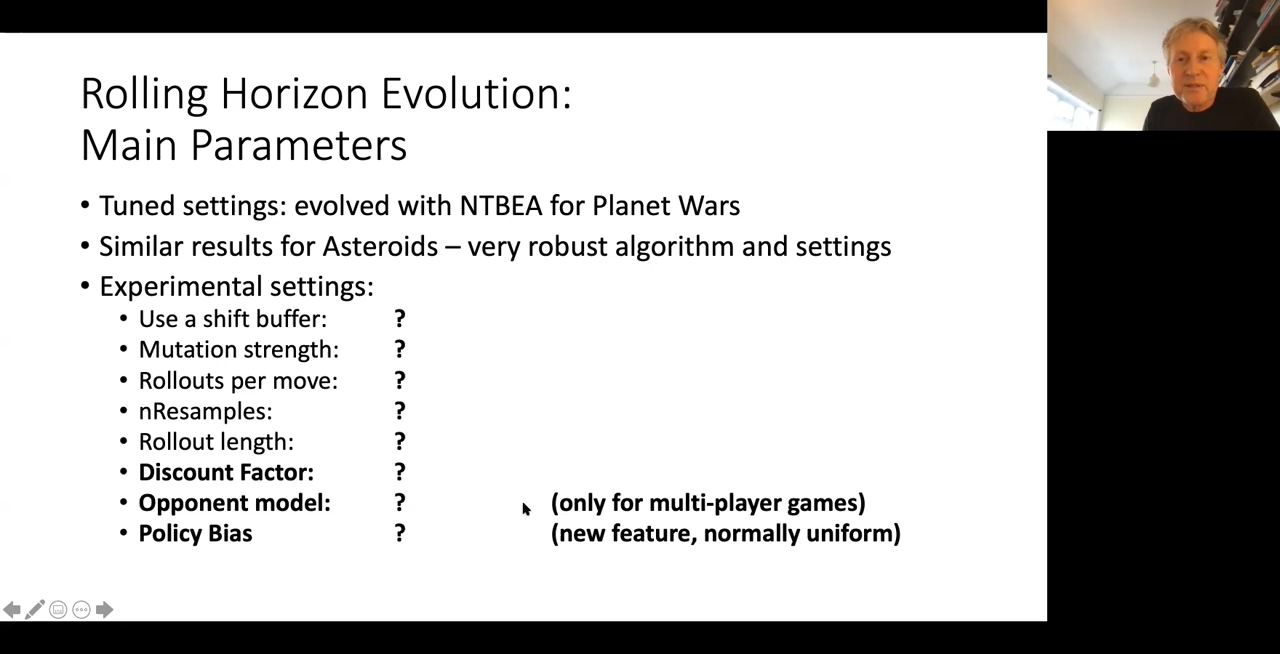 Rolling Horizon Evolution:
Main Parameters
• Tuned settings: evolved with NTBEA for Planet Wars
• Similar results for Asteroids – very robust algorithm and settings
• Experimental settings:
• Use a shift buffer: ?
• Mutation strength: ?
• Rollouts per move: ?
• nResamples: ?
• Rollout length: ?
• Discount Factor: ?
• Opponent model: ? (only for multi-player games)
• Policy Bias ? (new feature, normally uniform)